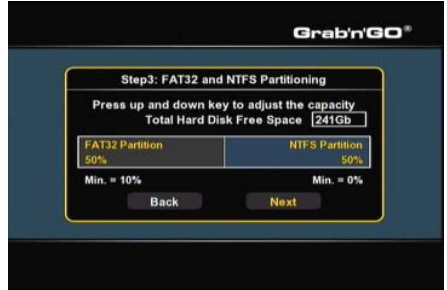 Grab'n'GO®
Step3: FAT32 and NTFS Partitioning
Press up and down key to adjust the capacity
Total Hard Disk Free Space 241Gb
FAT32 Partition NTFS Partition
50% 50%
Min. = 10% Min. = 0%
Back Next